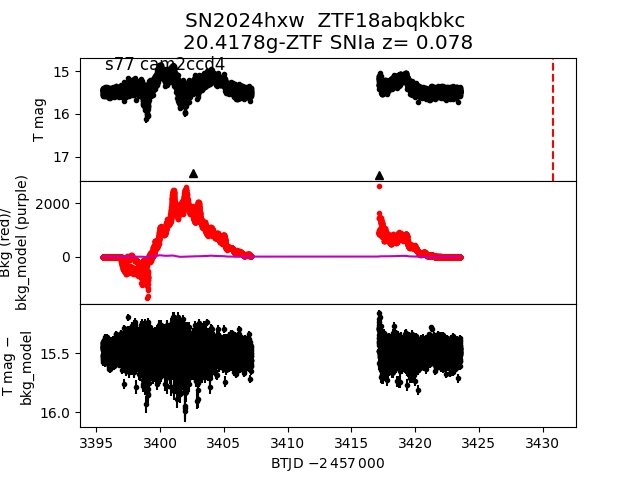 SN2024hxw  ZTF18abqkbkc
20.4178g-ZTF SNIa z= 0.078
s77 cam2ccd4
15
16
17
T mag
2000
0
Bkg (red)/
bkg_model (purple)
15.5
16.0
T mag −
bkg_model
3395 3400 3405 3410 3415 3420 3425 3430
BTJD −2 457 000